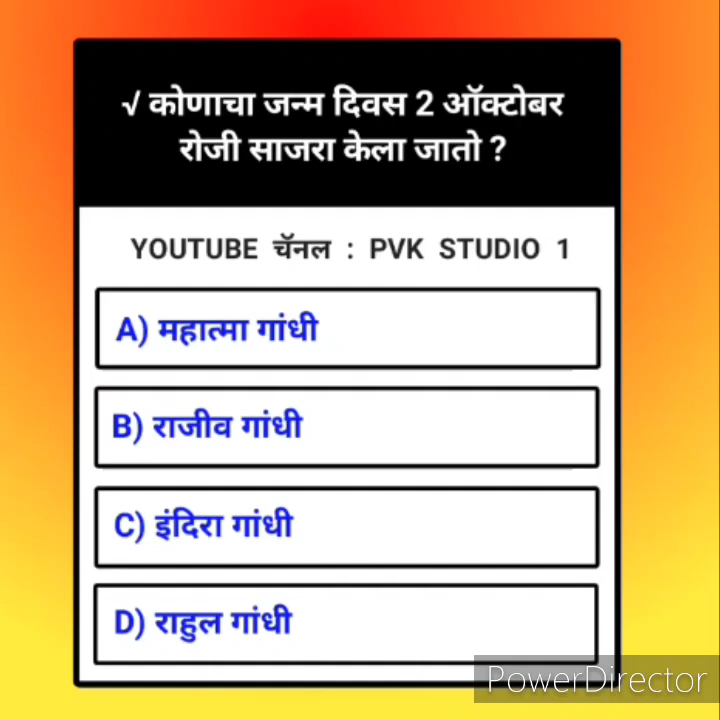 √ कोणाचा जन्म दिवस 2 ऑक्टोबर
रोजी साजरा केला जातो ?
YOUTUBE चॅनल : PVK STUDIO 1
A) महात्मा गांधी
B) राजीव गांधी
C) इंदिरा गांधी
D) राहुल गांधी
PowerDirector